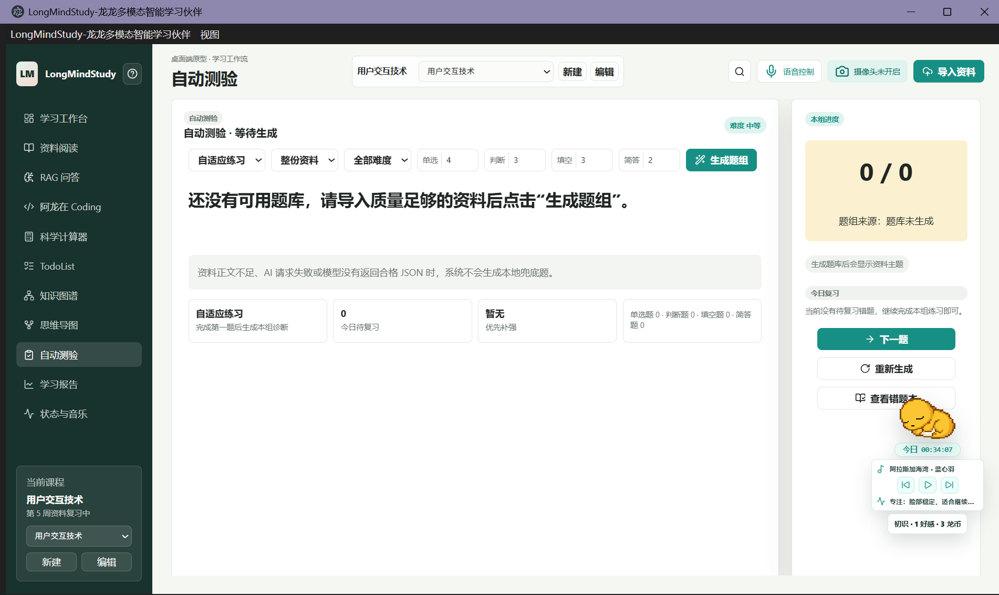 LongMindStudy-龙龙多模态智能学习伙伴
LongMindStudy-龙龙多模态智能学习伙伴 视图
LM LongMindStudy
学习工作台
资料阅读
RAG 问答
阿龙在 Coding
科学计算器
TodoList
知识图谱
思维导图
自动测验
学习报告
状态与音乐
当前课程
用户交互技术
第 5 周资料复习中
用户交互技术
新建 编辑
桌面端原型 · 学习工作流
自动测验
用户交互技术 用户交互技术 新建 编辑
语音控制 摄像头未开启 导入资料
自动测验
自动测验 · 等待生成
难度 中等
自适应练习 整份资料 全部难度 单选 4 判断 3 填空 3 简答 2 生成题组
还没有可用题库，请导入质量足够的资料后点击“生成题组”。
资料正文不足、AI 请求失败或模型没有返回合格 JSON 时，系统不会生成本地兜底题。
自适应练习
完成第一题后生成本组诊断
0
今日待复习
暂无
优先补强
单选题 0 · 判断题 0 · 填空题 0 · 简答
题 0
本组进度
0 / 0
题组来源：题库未生成
生成题库后会显示资料主题
今日复习
当前没有待复习错题，继续完成本组练习即可。
下一题
重新生成
查看错题本
今日 00:34:07
阿拉斯加海湾 - 蓝心羽
专注：脸部稳定，适合继续...
初识 · 1 好感 · 3 龙币